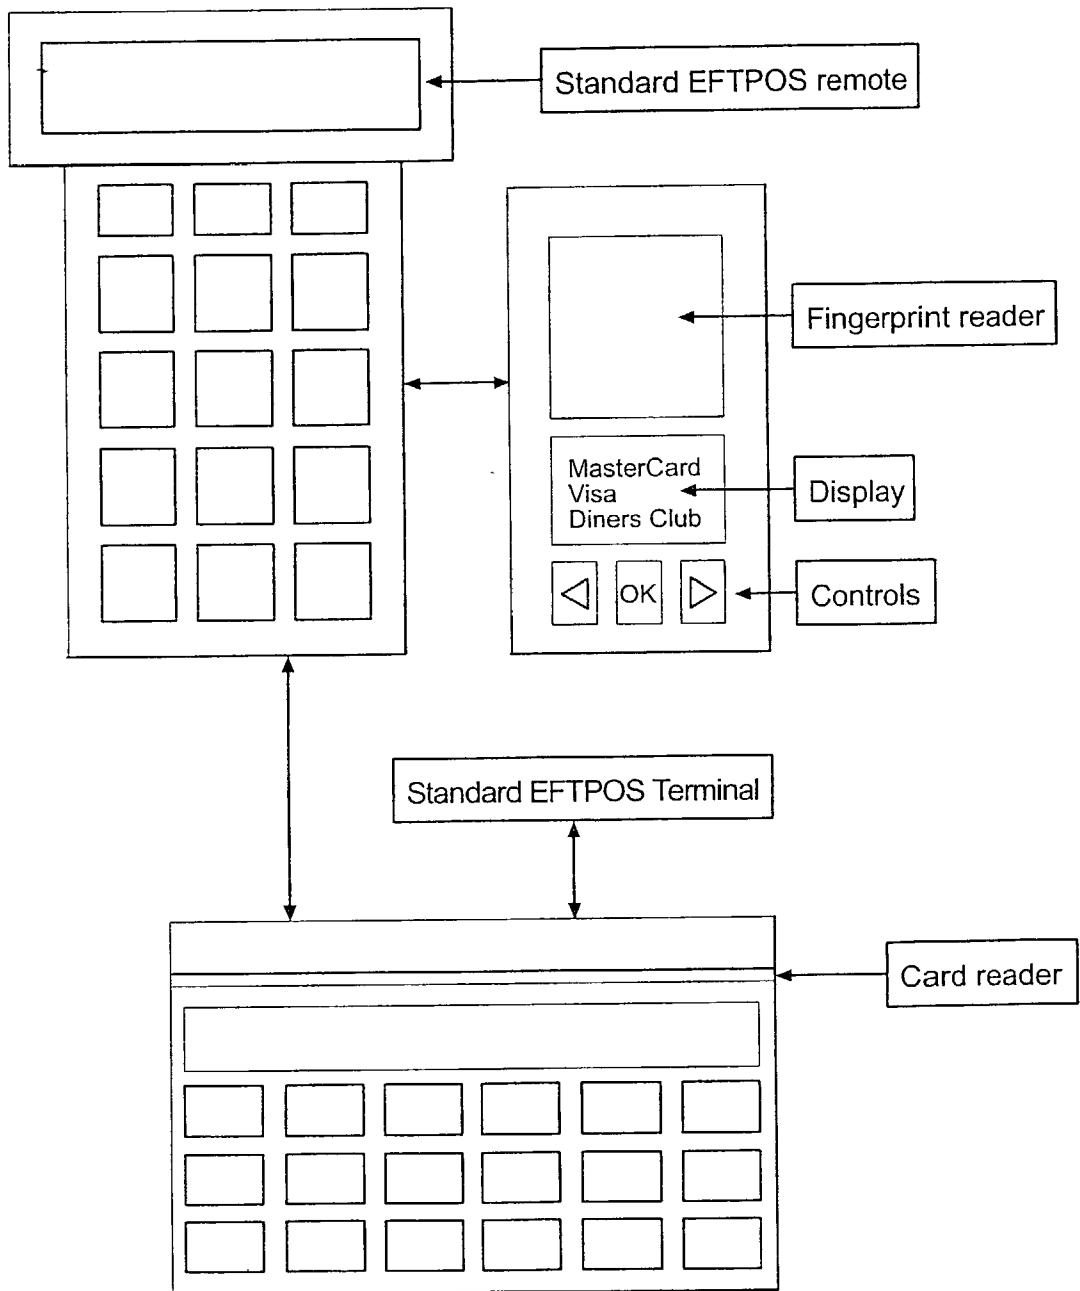 Standard EFTPOS remote
Fingerprint reader
MasterCard
Visa
Diners Club
Display
OK
Controls
Standard EFTPOS Terminal
Card reader